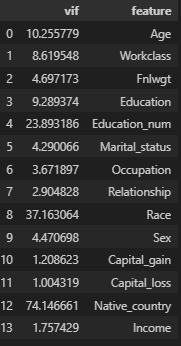 vif feature
0 10.255779 Age
1 8.619548 Workclass
2 4.697173 Fnlwgt
3 9.289374 Education
4 23.893186 Education_num
5 4.290066 Marital_status
6 3.671897 Occupation
7 2.904828 Relationship
8 37.163064 Race
9 4.470698 Sex
10 1.208623 Capital_gain
11 1.004319 Capital_loss
12 74.146661 Native_country
13 1.757429 Income